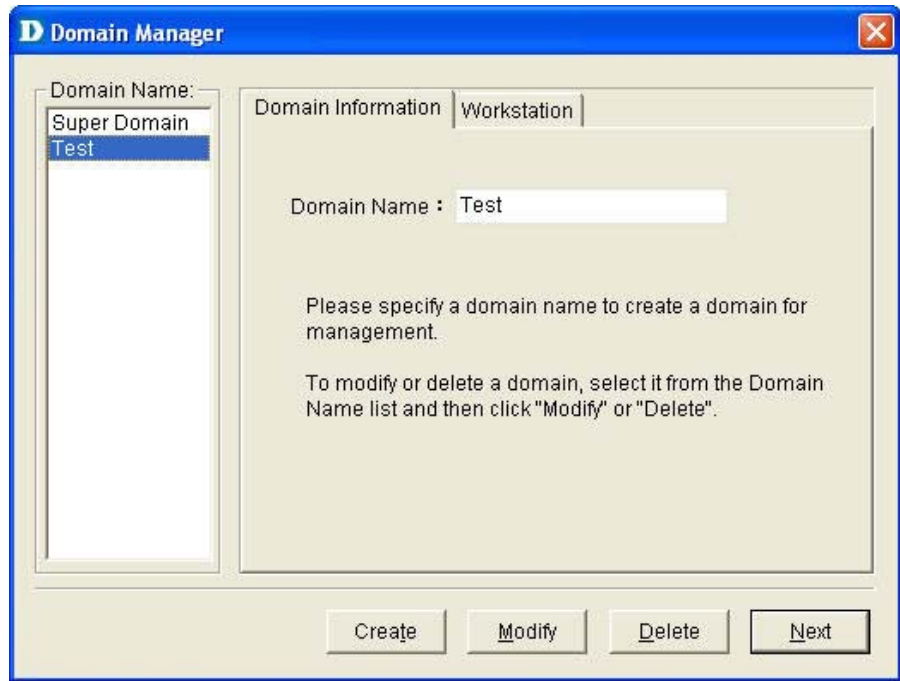 D Domain Manager
Domain Name:
Super Domain
Test
Domain Information
Workstation
Domain Name : Test
Please specify a domain name to create a domain for
management.
To modify or delete a domain, select it from the Domain
Name list and then click "Modify" or "Delete".
Create
Modify
Delete
Next